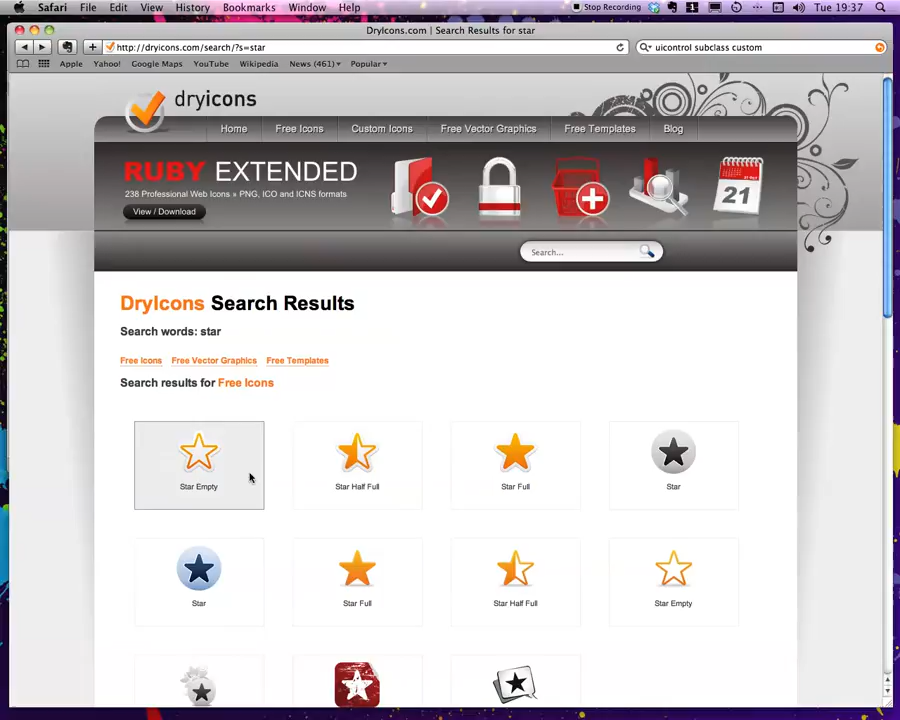 Safari File Edit View History Bookmarks Window Help Stop Recording 1 Tue 19:37
DryIcons.com | Search Results for star
http://dryicons.com/search/?s=star uicontrol subclass custom
Apple Yahoo! Google Maps YouTube Wikipedia News (461) Popular
dryicons
Home Free Icons Custom Icons Free Vector Graphics Free Templates Blog
RUBY EXTENDED
238 Professional Web Icons » PNG, ICO and ICNS formats
View / Download
21
Search...
DryIcons Search Results
Search words: star
Free Icons Free Vector Graphics Free Templates
Search results for Free Icons
Star Empty Star Half Full Star Full Star
Star Star Full Star Half Full Star Empty